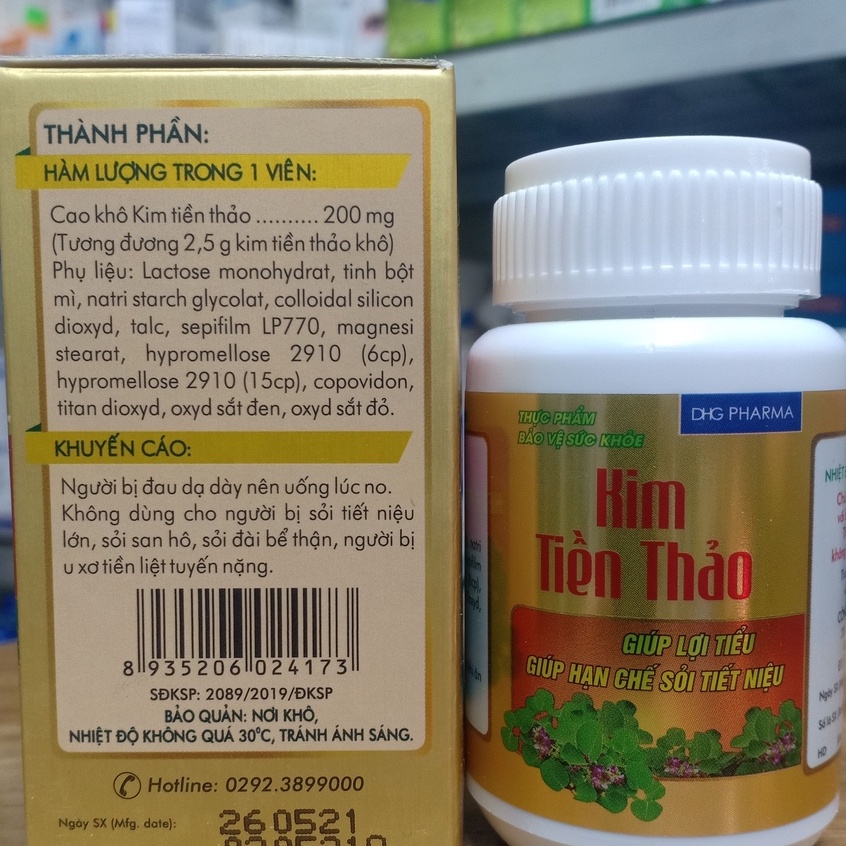 THÀNH PHẦN:
HÀM LƯỢNG TRONG 1 VIÊN:
Cao khô Kim tiền thảo .......... 200 mg
(Tương đương 2,5 g kim tiền thảo khô)
Phụ liệu: Lactose monohydrat, tinh bột
mì, natri starch glycolat, colloidal silicon
dioxyd, talc, sepifilm LP770, magnesi
stearat, hypromellose 2910 (6cp),
hypromellose 2910 (15cp), copovidon,
titan dioxyd, oxyd sắt đen, oxyd sắt đỏ.
KHUYẾN CÁO:
Người bị đau dạ dày nên uống lúc no.
Không dùng cho người bị sỏi tiết niệu
lớn, sỏi san hô, sỏi đài bể thận, người bị
u xơ tiền liệt tuyến nặng.
8 935206 024173
SĐKSP: 2089/2019/ĐKSP
BẢO QUẢN: NƠI KHÔ,
NHIỆT ĐỘ KHÔNG QUÁ 30°C, TRÁNH ÁNH SÁNG.
Hotline: 0292.3899000
Ngày SX (Mfg. date): 260521
DHG PHARMA
THỰC PHẨM
BẢO VỆ SỨC KHỎE
Kim
Tiền Thảo
GIÚP LỢI TIỂU
GIÚP HẠN CHẾ SỎI TIẾT NIỆU
Ngày SX
Số lô SX
HD